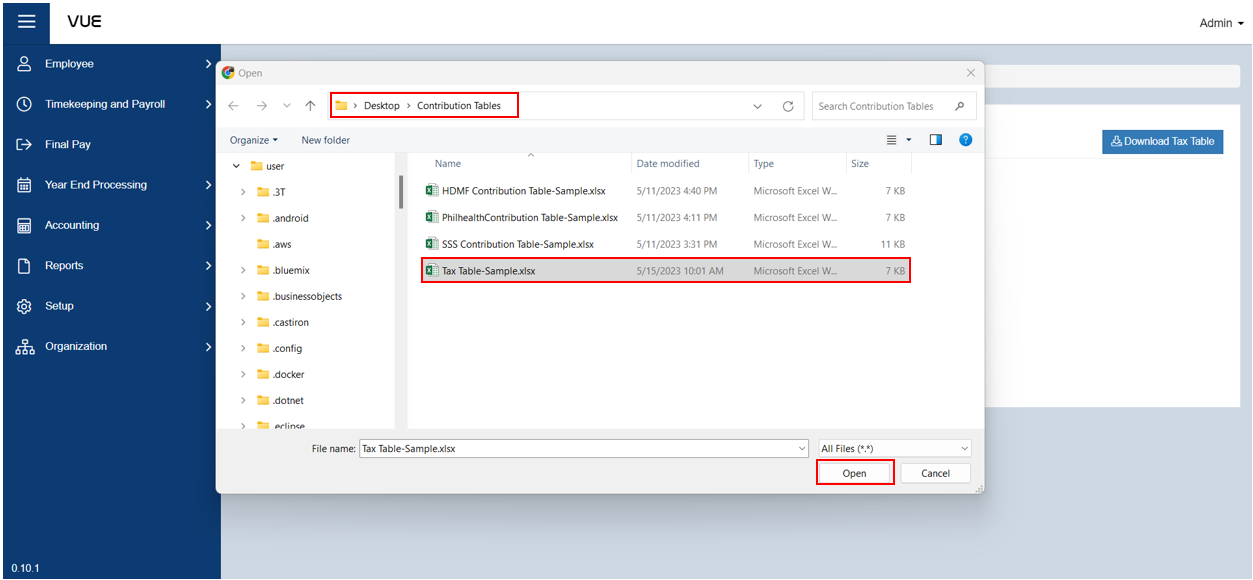 VUE
Admin
Employee
Timekeeping and Payroll
Final Pay
Year End Processing
Accounting
Reports
Setup
Organization
0.10.1
Open
Desktop > Contribution Tables
Search Contribution Tables
Organize
New folder
user
.3T
.android
.aws
.bluemix
.businessobjects
.castiron
.config
.docker
.dotnet
.eclipse
Name Date modified Type Size
HDMF Contribution Table-Sample.xlsx 5/11/2023 4:40 PM Microsoft Excel W... 7 KB
PhilhealthContribution Table-Sample.xlsx 5/11/2023 4:11 PM Microsoft Excel W... 7 KB
SSS Contribution Table-Sample.xlsx 5/11/2023 3:31 PM Microsoft Excel W... 11 KB
Tax Table-Sample.xlsx 5/15/2023 10:01 AM Microsoft Excel W... 7 KB
File name: Tax Table-Sample.xlsx
All Files (*.*)
Open
Cancel
Download Tax Table